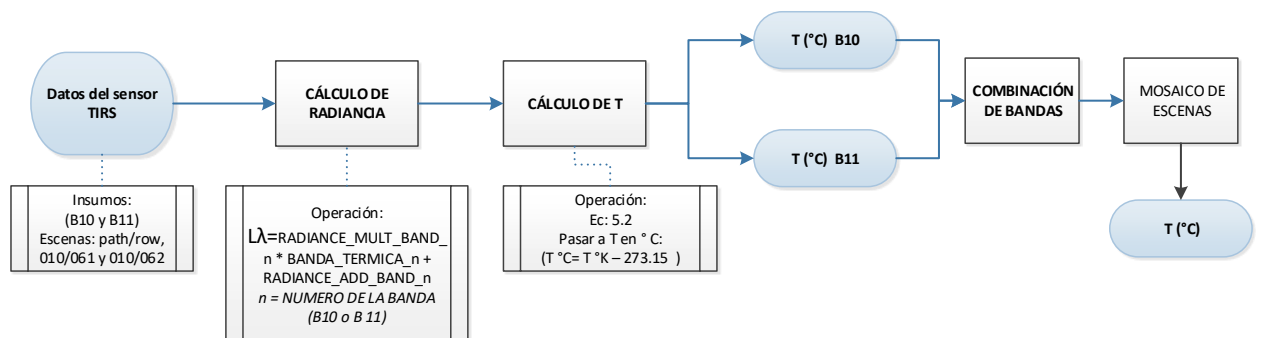 Datos del sensor
TIRS
CÁLCULO DE
RADIANCIA
CÁLCULO DE T
T (°C)  B10
T (°C)  B11
COMBINACIÓN
DE BANDAS
MOSAICO DE
ESCENAS
T (°C)
Insumos:
(B10 y B11)
Escenas: path/row,
010/061 y 010/062
Operación:
Lλ=RADIANCE_MULT_BAND_
n * BANDA_TERMICA_n +
RADIANCE_ADD_BAND_n
n = NUMERO DE LA BANDA
(B10 o B 11)
Operación:
Ec: 5.2
Pasar a T en ° C:
(T °C= T °K – 273.15  )